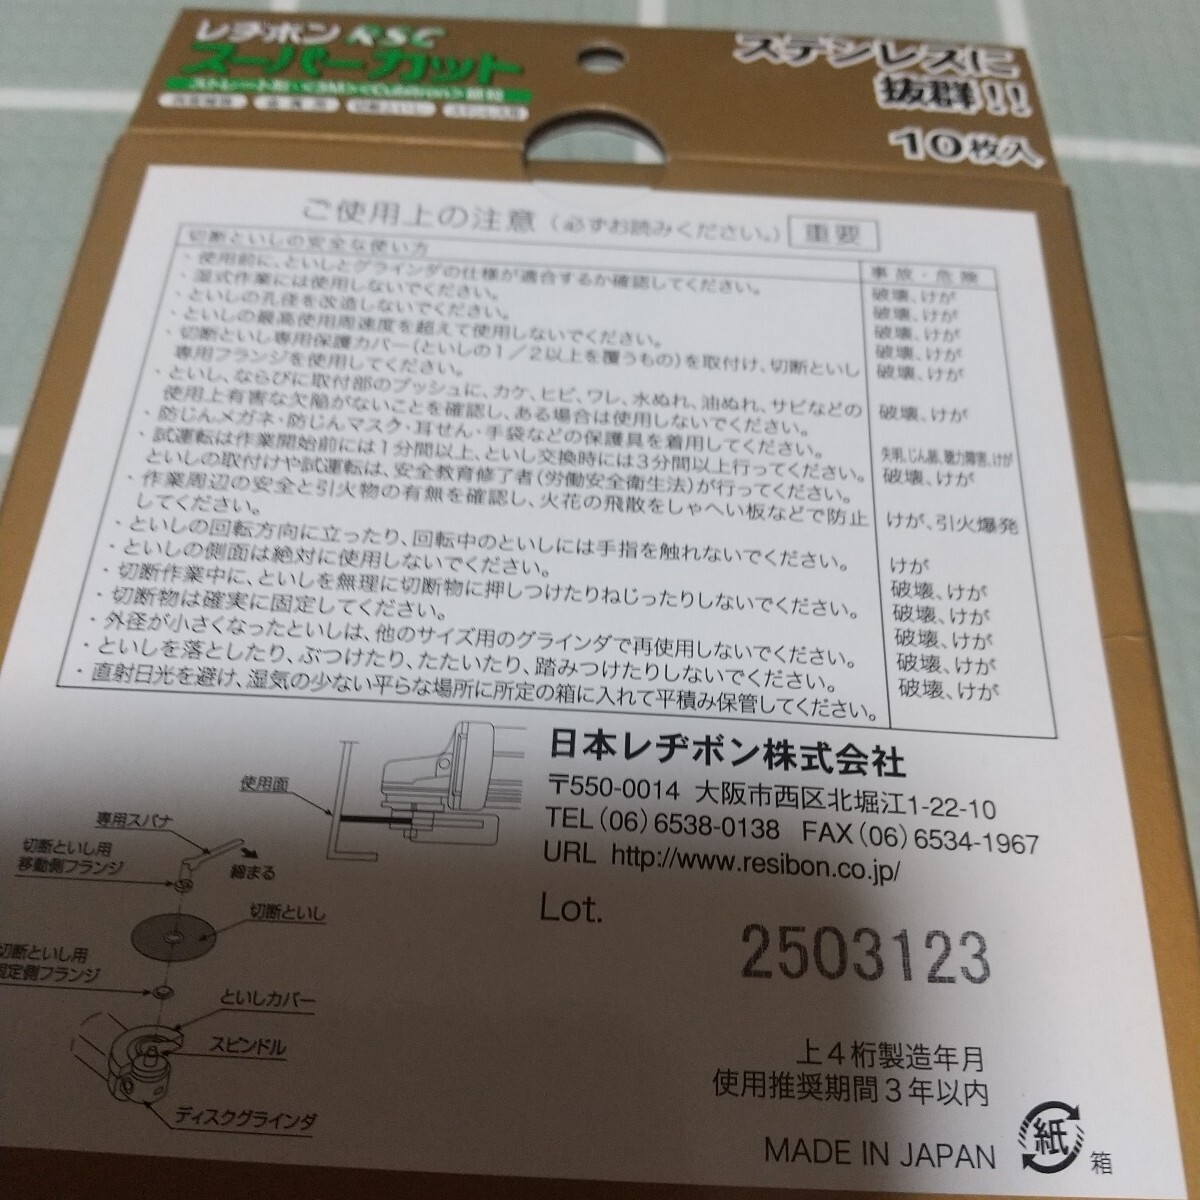 レヂボン RSC
スーパーカット
ステンレスに
抜群!!
10枚入
ご使用上の注意(必ずお読みください。) 重要
切断といしの安全な使い方 事故・危険
・使用前に、といしとグラインダの仕様が適合するか確認してください。 破壊、けが
・湿式作業には使用しないでください。 破壊、けが
・といしの孔径を改造しないでください。 破壊、けが
・といしの最高使用周速度を超えて使用しないでください。 破壊、けが
・切断といし専用保護カバー(といしの1/2以上を覆うもの)を取付け、切断といし 破壊、けが
専用フランジを使用してください。
・といし、ならびに取付部のブッシュに、カケ、ヒビ、ワレ、水ぬれ、油ぬれ、サビなどの 破壊、けが
使用上有害な欠陥がないことを確認し、ある場合は使用しないでください。
・防じんメガネ・防じんマスク・耳せん・手袋などの保護具を着用してください。 失明、じん肺、聴力障害、けが
・試運転は作業開始前には1分間以上、といし交換時には3分間以上行ってください。 破壊、けが
といしの取付けや試運転は、安全教育修了者(労働安全衛生法)が行ってください。
・作業周辺の安全と引火物の有無を確認し、火花の飛散をしゃへい板などで防止 けが、引火爆発
してください。
・といしの回転方向に立ったり、回転中のといしには手指を触れないでください。 けが
・といしの側面は絶対に使用しないでください。 破壊、けが
・切断作業中に、といしを無理に切断物に押しつけたりねじったりしないでください。 破壊、けが
・切断物は確実に固定してください。 破壊、けが
・外径が小さくなったといしは、他のサイズ用のグラインダで再使用しないでください。 破壊、けが
・といしを落としたり、ぶつけたり、たたいたり、踏みつけたりしないでください。 破壊、けが
・直射日光を避け、湿気の少ない平らな場所に所定の箱に入れて平積み保管してください。
日本レヂボン株式会社
〒550-0014 大阪市西区北堀江1-22-10
TEL(06)6538-0138 FAX(06)6534-1967
URL http://www.resibon.co.jp/
使用面
専用スパナ
切断といし用
移動側フランジ
締まる
切断といし
切断といし用
固定側フランジ
といしカバー
スピンドル
ディスクグラインダ
Lot.
2503123
上4桁製造年月
使用推奨期間3年以内
MADE IN JAPAN
紙
箱